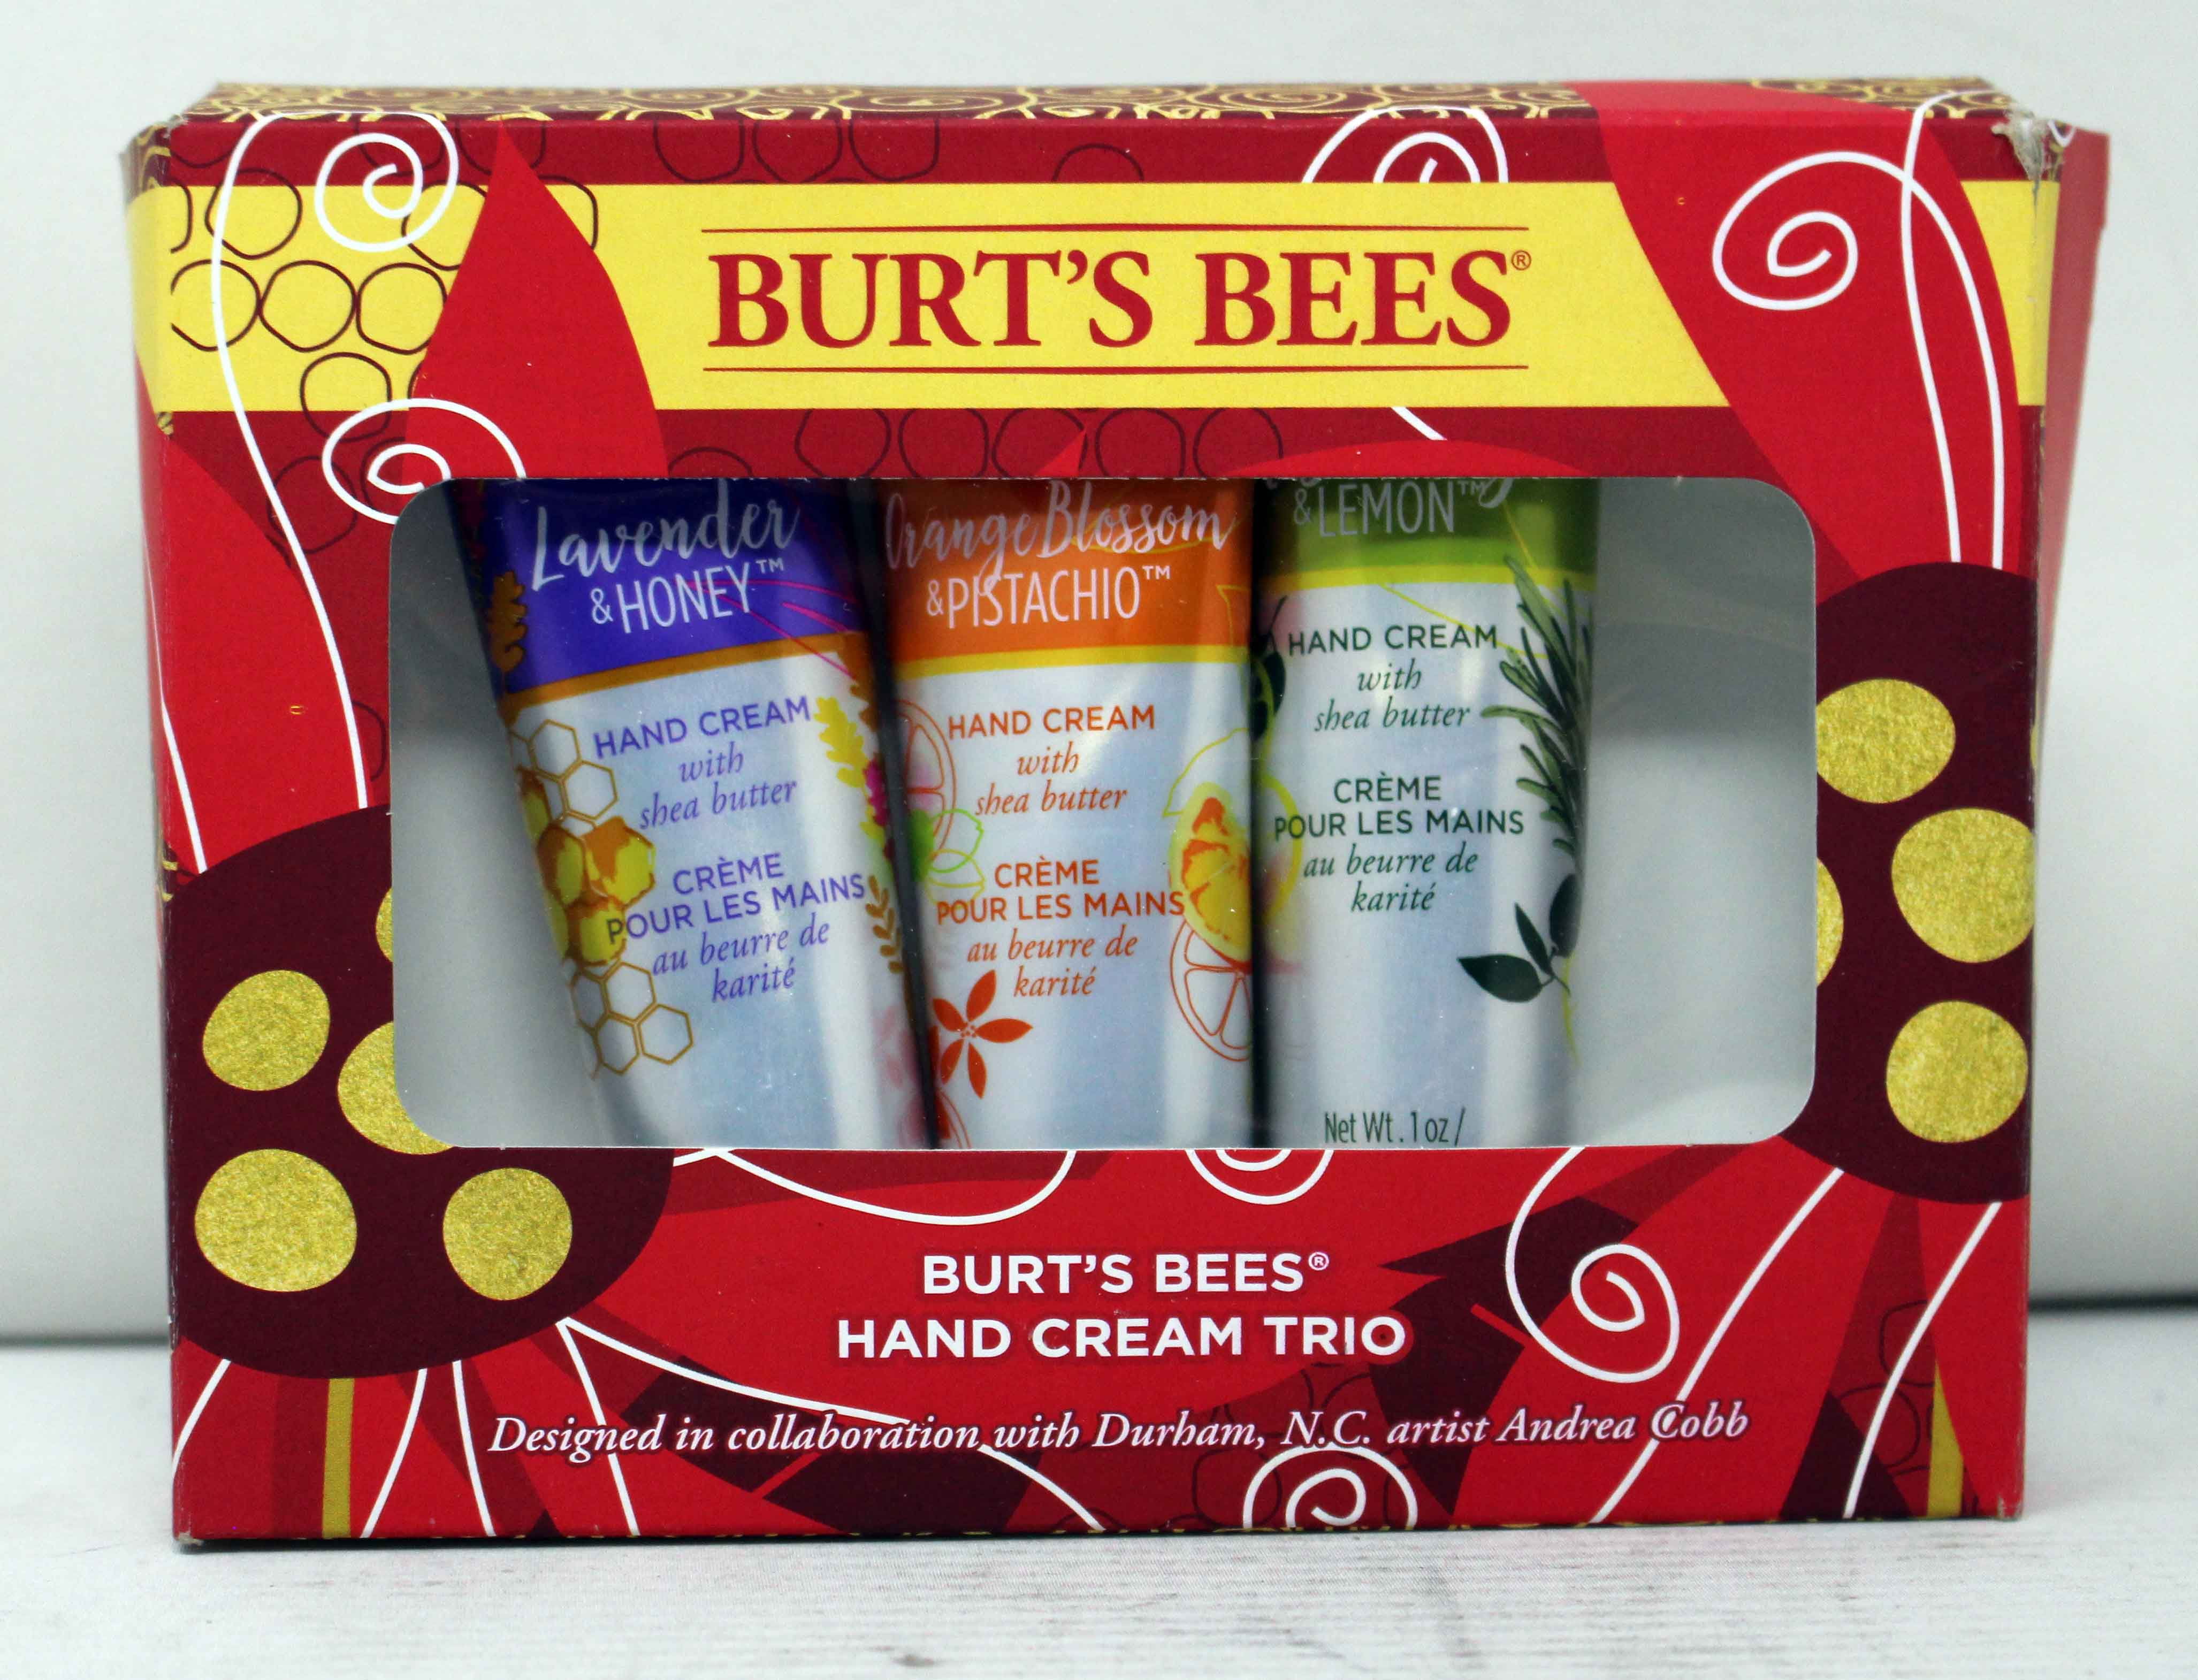 BURT'S BEES®
Lavender
& HONEY™
HAND CREAM
with
shea butter
CRÈME
POUR LES MAINS
au beurre de
karité
Orange Blossom
& PISTACHIO™
HAND CREAM
with
shea butter
CRÈME
POUR LES MAINS
au beurre de
karité
& LEMON™
HAND CREAM
with
shea butter
CRÈME
POUR LES MAINS
au beurre de
karité
Net Wt. 1 oz /
BURT'S BEES®
HAND CREAM TRIO
Designed in collaboration with Durham, N.C. artist Andrea Cobb